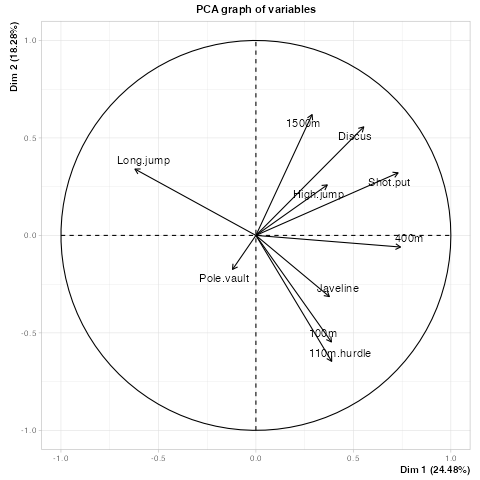 PCA graph of variables
Dim 2 (18.28%)
1.0
1500m
Discus
0.5
Long.jump
Shot.put
High.jump
400m
0.0
Pole.vault
Javeline
100m
-0.5
110m.hurdle
-1.0
-1.0 -0.5 0.0 0.5 1.0
Dim 1 (24.48%)